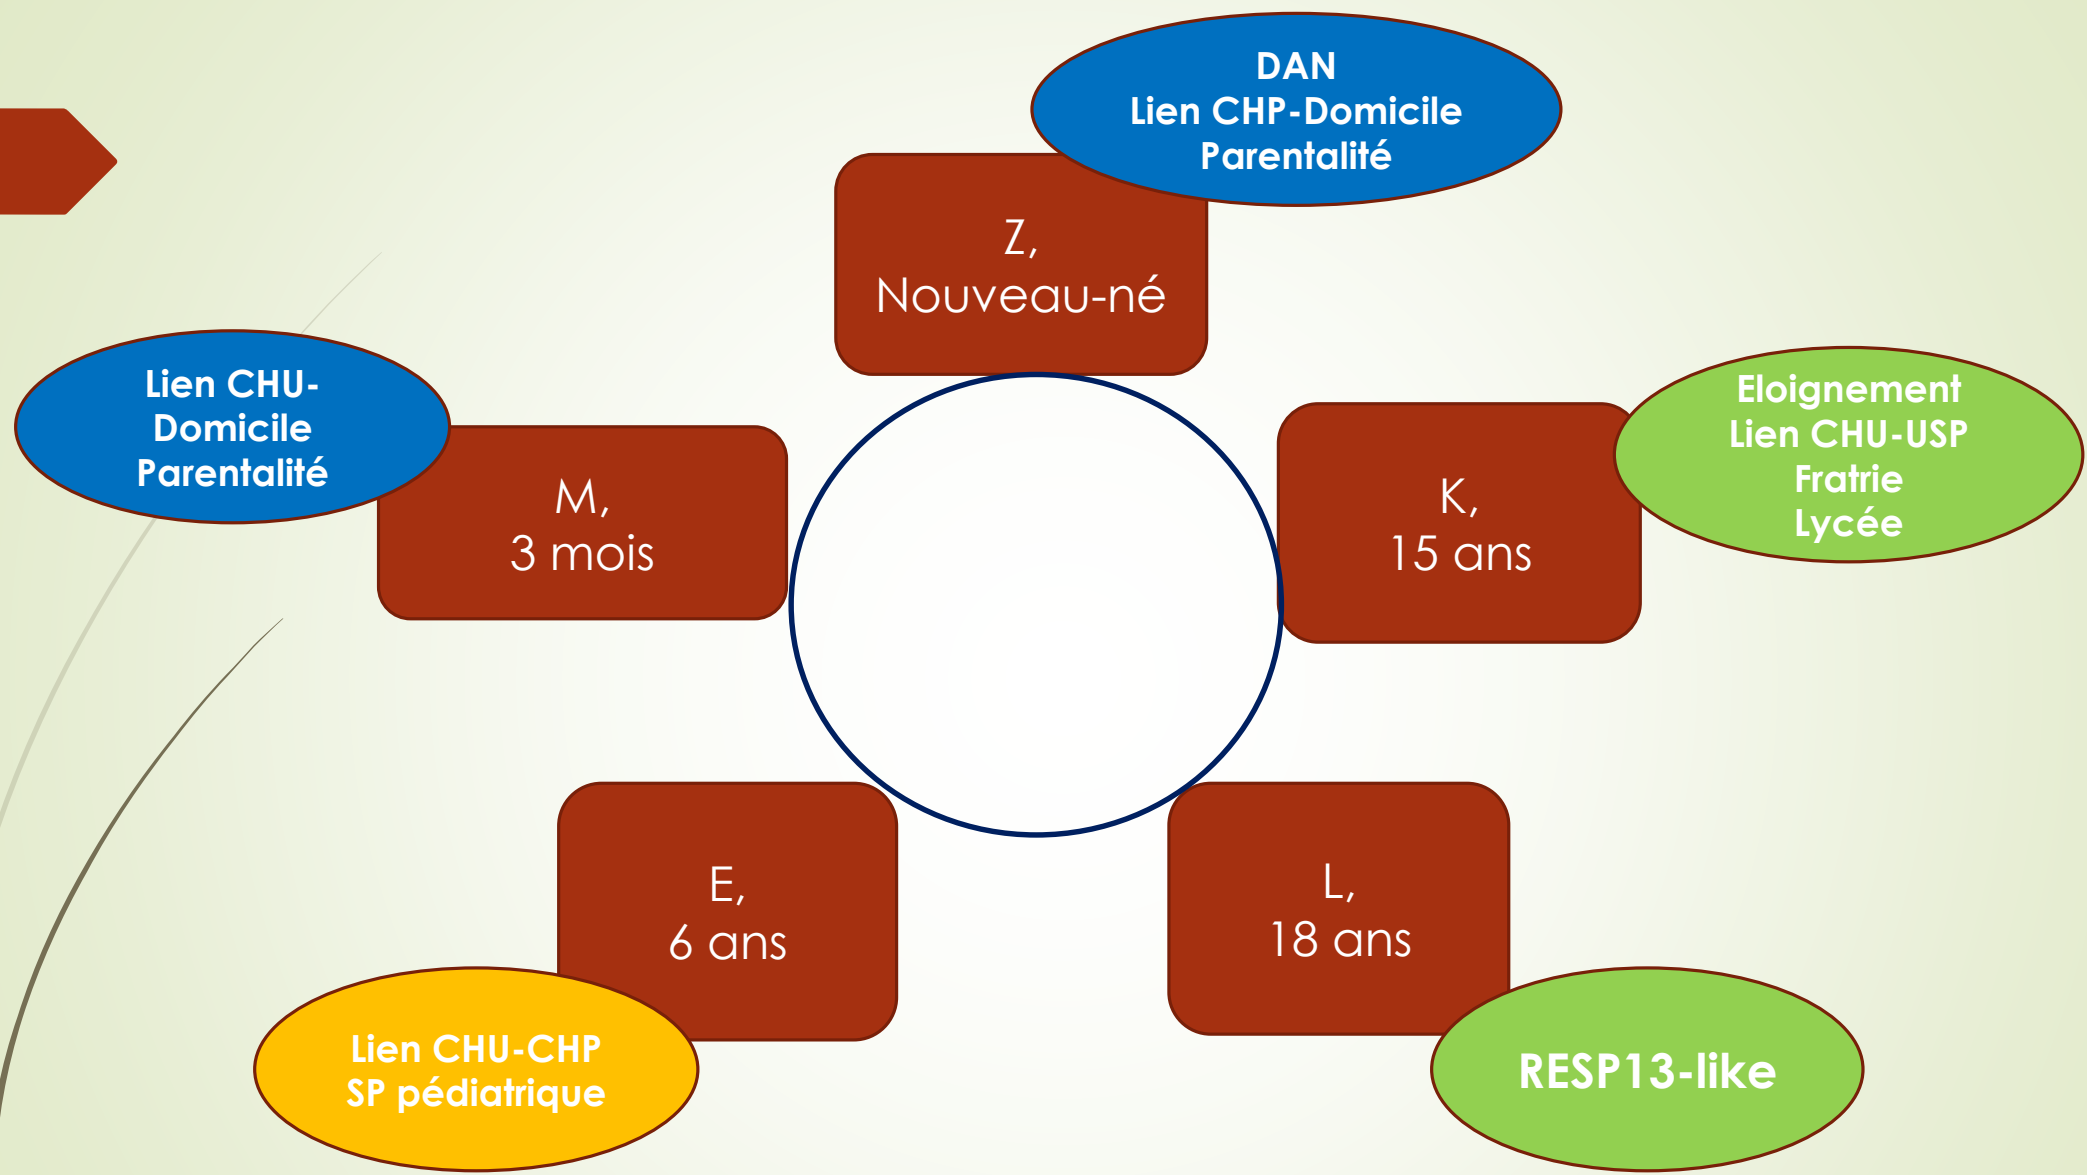 DAN
Lien CHP-Domicile
Parentalité
Z,
Nouveau-né
Lien CHU-
Domicile
Parentalité
M,
3 mois
K,
15 ans
Eloignement
Lien CHU-USP
Fratrie
Lycée
E,
6 ans
Lien CHU-CHP
SP pédiatrique
L,
18 ans
RESP13-like